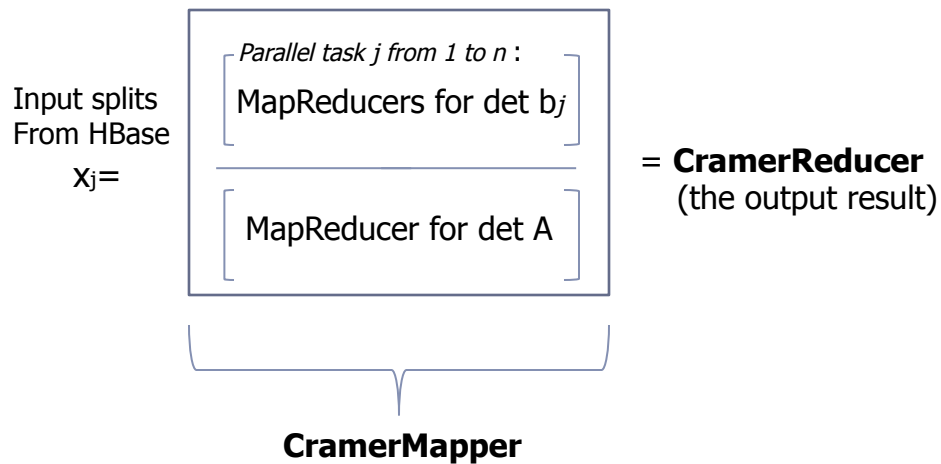 Parallel task j from 1 to n :
MapReducers for det bj
Input splits
From HBase
xj=
= CramerReducer
(the output result)
MapReducer for det A
CramerMapper